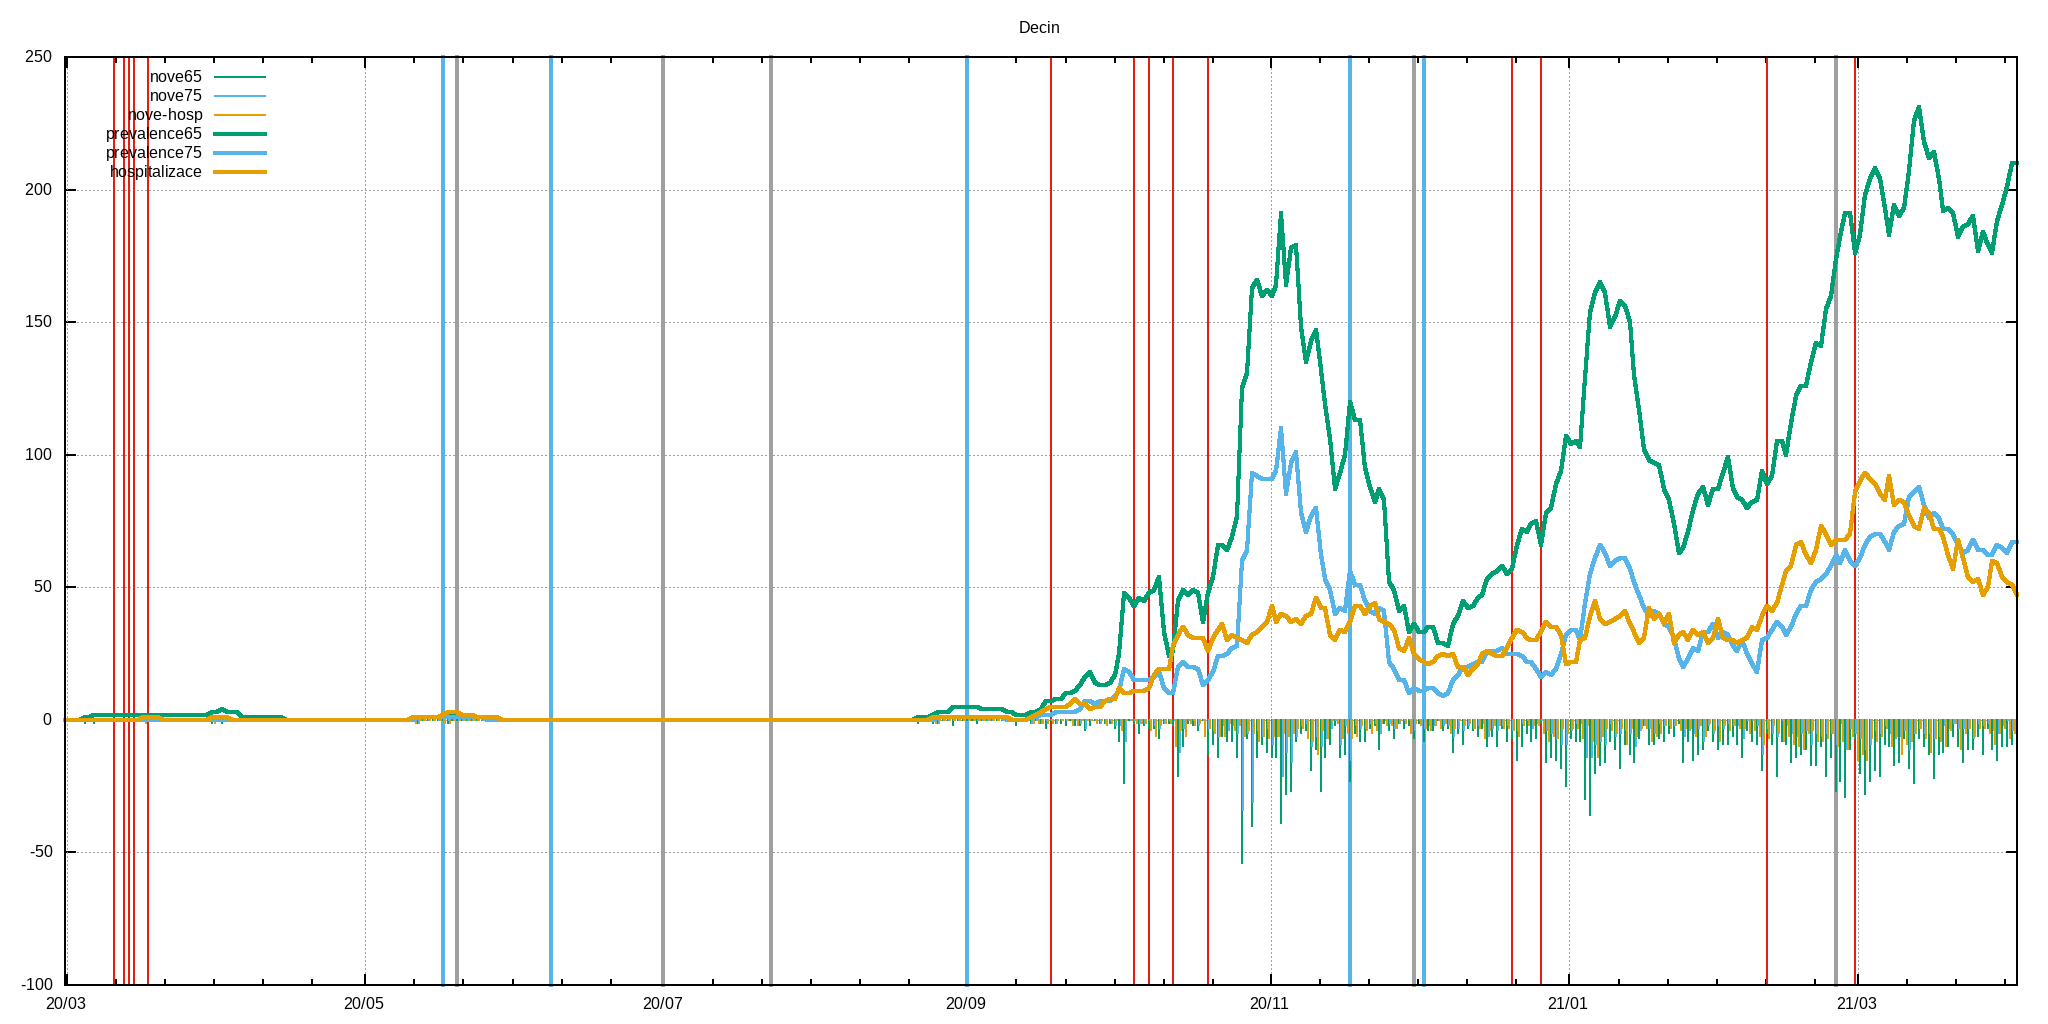 Decin
250
nove65
nove75
nove-hosp
prevalence65
prevalence75
hospitalizace
200
150
100
50
0
-50
-100
20/03 20/05 20/07 20/09 20/11 21/01 21/03